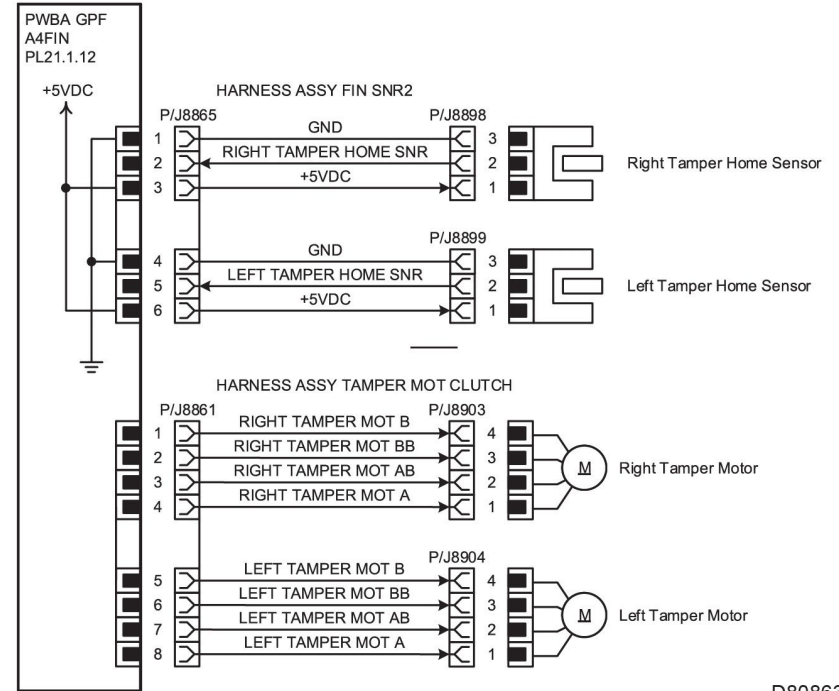 PWBA GPF
A4FIN
PL21.1.12
+5VDC
HARNESS ASSY FIN SNR2
P/J8865
P/J8898
1 GND 3
2 RIGHT TAMPER HOME SNR 2
3 +5VDC 1
Right Tamper Home Sensor
P/J8899
4 GND 3
5 LEFT TAMPER HOME SNR 2
6 +5VDC 1
Left Tamper Home Sensor
HARNESS ASSY TAMPER MOT CLUTCH
P/J8861
P/J8903
1 RIGHT TAMPER MOT B 4
2 RIGHT TAMPER MOT BB 3
3 RIGHT TAMPER MOT AB 2
4 RIGHT TAMPER MOT A 1
M
Right Tamper Motor
P/J8904
5 LEFT TAMPER MOT B 4
6 LEFT TAMPER MOT BB 3
7 LEFT TAMPER MOT AB 2
8 LEFT TAMPER MOT A 1
M
Left Tamper Motor